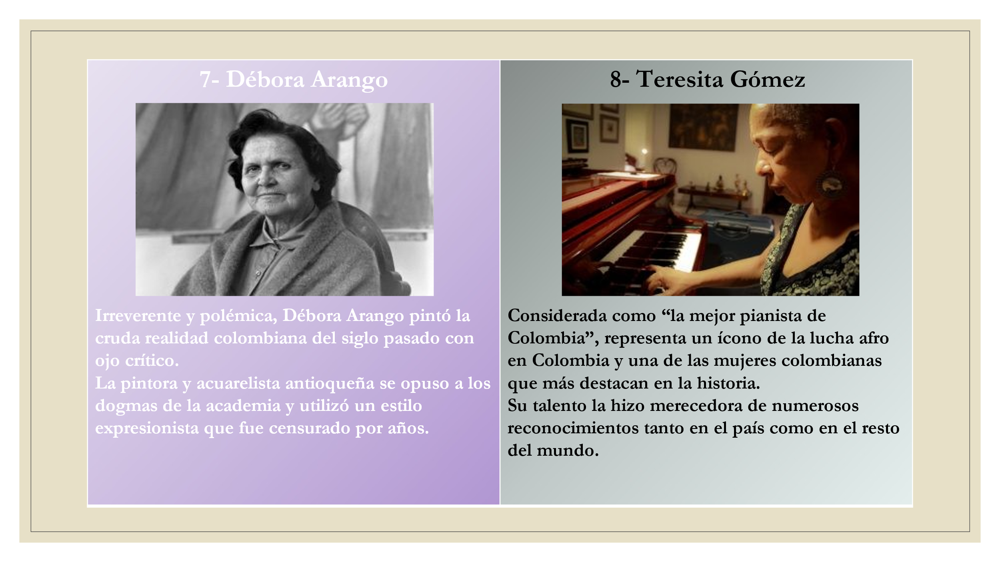 7- Débora Arango
Irreverente y polémica, Débora Arango pintó la
cruda realidad colombiana del siglo pasado con
ojo crítico.
La pintora y acuarelista antioqueña se opuso a los
dogmas de la academia y utilizó un estilo
expresionista que fue censurado por años.
8- Teresita Gómez
Considerada como “la mejor pianista de
Colombia”, representa un ícono de la lucha afro
en Colombia y una de las mujeres colombianas
que más destacan en la historia.
Su talento la hizo merecedora de numerosos
reconocimientos tanto en el país como en el resto
del mundo.